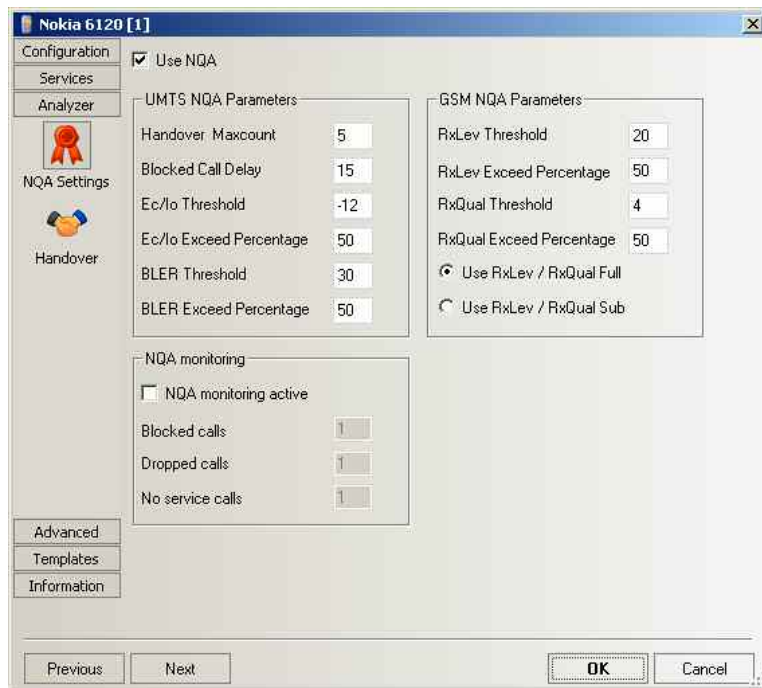 Nokia 6120 [1]
Configuration
Services
Analyzer
NQA Settings
Handover
Advanced
Templates
Information
Use NQA
UMTS NQA Parameters
Handover Maxcount 5
Blocked Call Delay 15
Ec/Io Threshold -12
Ec/Io Exceed Percentage 50
BLER Threshold 30
BLER Exceed Percentage 50
GSM NQA Parameters
RxLev Threshold 20
RxLev Exceed Percentage 50
RxQual Threshold 4
RxQual Exceed Percentage 50
Use RxLev / RxQual Full
Use RxLev / RxQual Sub
NQA monitoring
NQA monitoring active
Blocked calls 1
Dropped calls 1
No service calls 1
Previous
Next
OK
Cancel